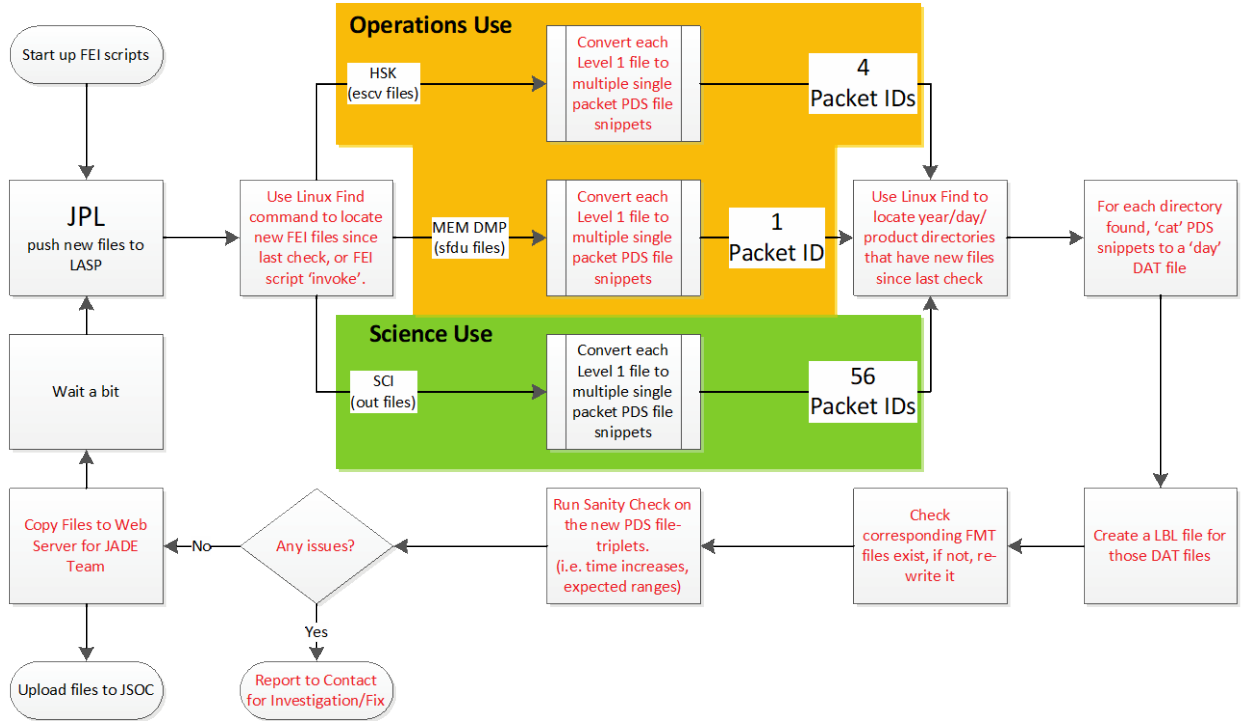 Start up FEI scripts
Operations Use
HSK
(escv files)
Convert each
Level 1 file to
multiple single
packet PDS file
snippets
4
Packet IDs
JPL
push new files to
LASP
Use Linux Find
command to locate
new FEI files since
last check, or FEI
script ‘invoke’.
MEM DMP
(sfdu files)
Convert each
Level 1 file to
multiple single
packet PDS file
snippets
1
Packet ID
Use Linux Find to
locate year/day/
product directories
that have new files
since last check
For each directory
found, ‘cat’ PDS
snippets to a ‘day’
DAT file
Science Use
SCI
(out files)
Convert each
Level 1 file to
multiple single
packet PDS file
snippets
56
Packet IDs
Wait a bit
Copy Files to Web
Server for JADE
Team
No
Any issues?
Run Sanity Check on
the new PDS file-
triplets.
(i.e. time increases,
expected ranges)
Check
corresponding FMT
files exist, if not, re-
write it
Create a LBL file for
those DAT files
Yes
Upload files to JSOC
Report to Contact
for Investigation/Fix